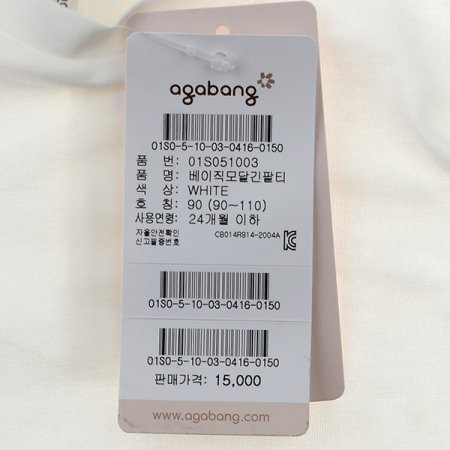 agabang
01S0-5-10-03-0416-0150
품 번: 01S051003
품 명: 베이직모달긴팔티
색 상: WHITE
호 칭: 90 (90~110)
사용연령: 24개월 이하
자율안전확인
신고필증번호 CB014R914-2004A
01S0-5-10-03-0416-0150
01S0-5-10-03-0416-0150
판매가격: 15,000
www.agabang.com